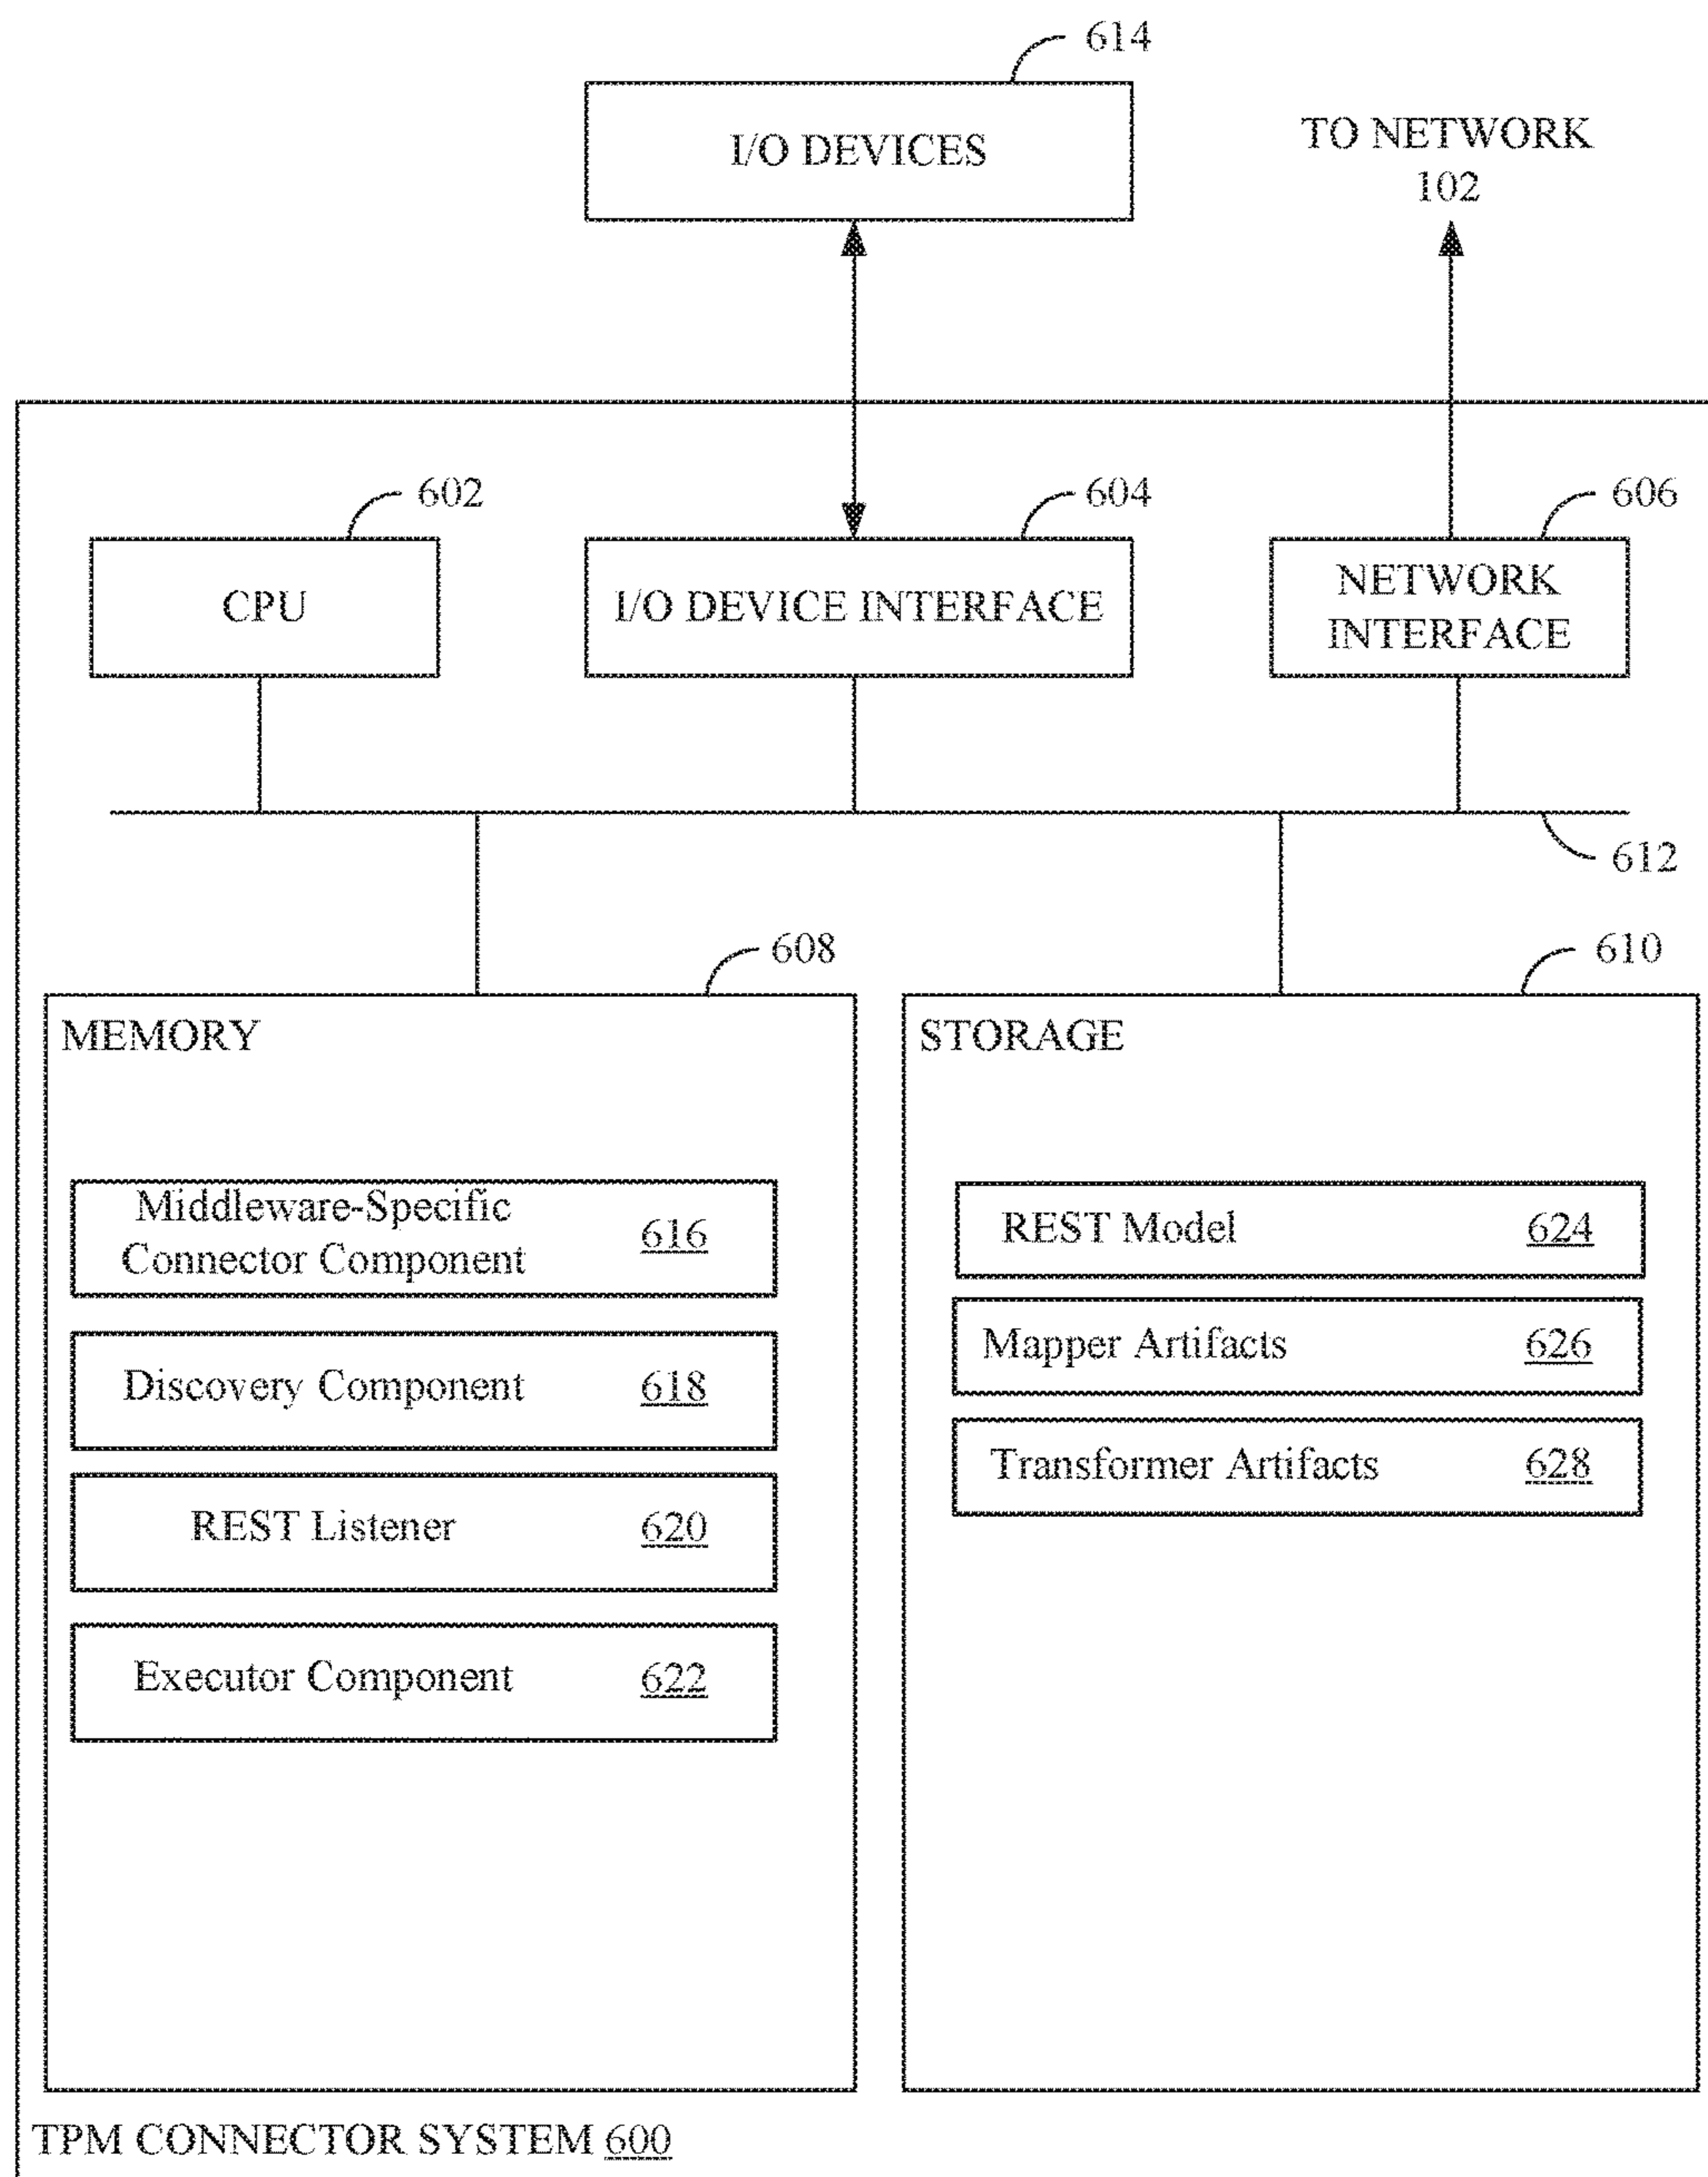 614
I/O DEVICES
TO NETWORK
102
602
604
606
CPU
I/O DEVICE INTERFACE
NETWORK
INTERFACE
612
608
610
MEMORY
STORAGE
Middleware-Specific
Connector Component
616
Discovery Component 618
REST Listener 620
Executor Component 622
REST Model 624
Mapper Artifacts 626
Transformer Artifacts 628
TPM CONNECTOR SYSTEM 600